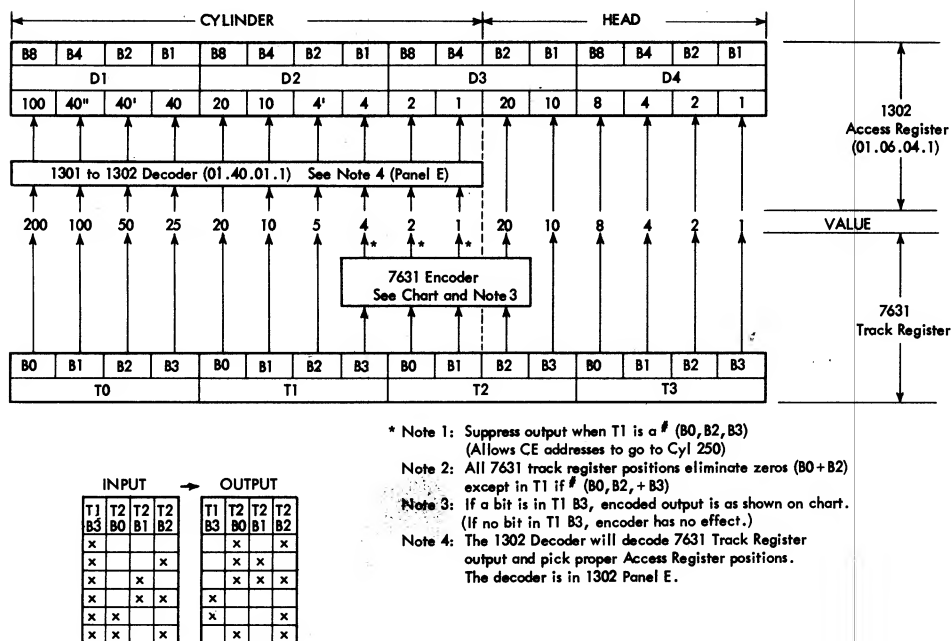 CYLINDER HEAD
B8 B4 B2 B1 B8 B4 B2 B1 B8 B4 B2 B1 B8 B4 B2 B1
D1 D2 D3 D4
100 40" 40' 40 20 10 4' 4 2 1 20 10 8 4 2 1
1302
Access Register
(01.06.04.1)
1301 to 1302 Decoder (01.40.01.1) See Note 4 (Panel E)
200 100 50 25 20 10 5 4 2 1 20 10 8 4 2 1 VALUE
* * *
7631 Encoder
See Chart and Note 3
7631
Track Register
B0 B1 B2 B3 B0 B1 B2 B3 B0 B1 B2 B3 B0 B1 B2 B3
T0 T1 T2 T3
* Note 1: Suppress output when T1 is a # (B0,B2,B3)
(Allows CE addresses to go to Cyl 250)
Note 2: All 7631 track register positions eliminate zeros (B0+B2)
except in T1 if # (B0,B2,+B3)
Note 3: If a bit is in T1 B3, encoded output is as shown on chart.
(If no bit in T1 B3, encoder has no effect.)
Note 4: The 1302 Decoder will decode 7631 Track Register
output and pick proper Access Register positions.
The decoder is in 1302 Panel E.
INPUT OUTPUT
T1 T2 T2 T2 T1 T2 T2 T2
B3 B0 B1 B2 B3 B0 B1 B2
x x x
x x x x
x x x x x
x x x x
x x x x
x x x x x